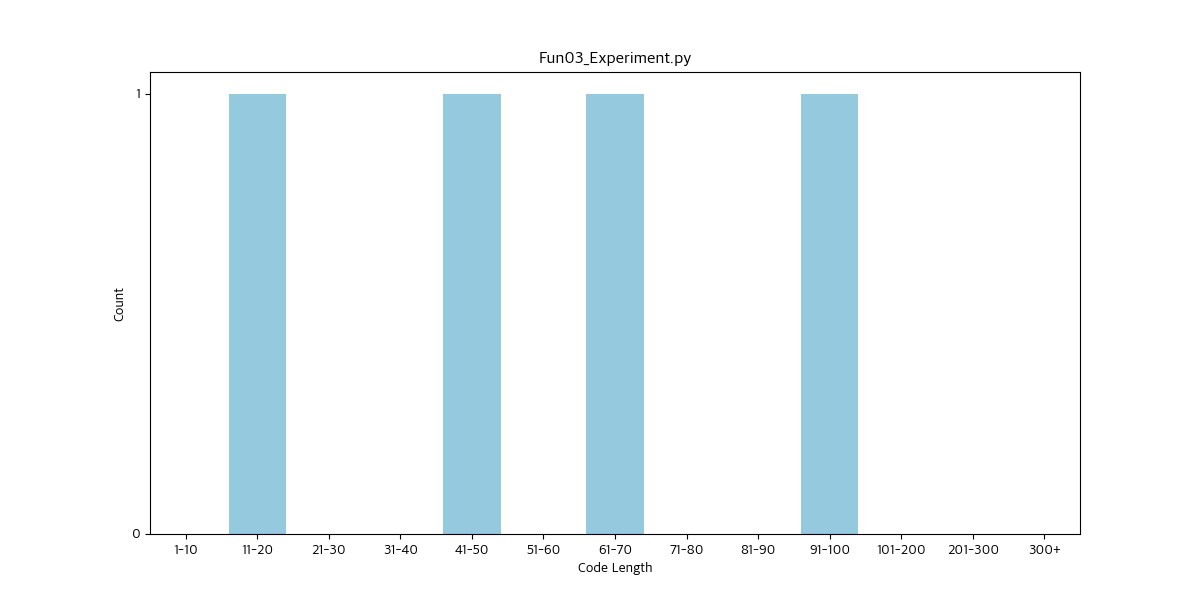 Fun03_Experiment.py
1
Count
0
1-10 11-20 21-30 31-40 41-50 51-60 61-70 71-80 81-90 91-100 101-200 201-300 300+
Code Length